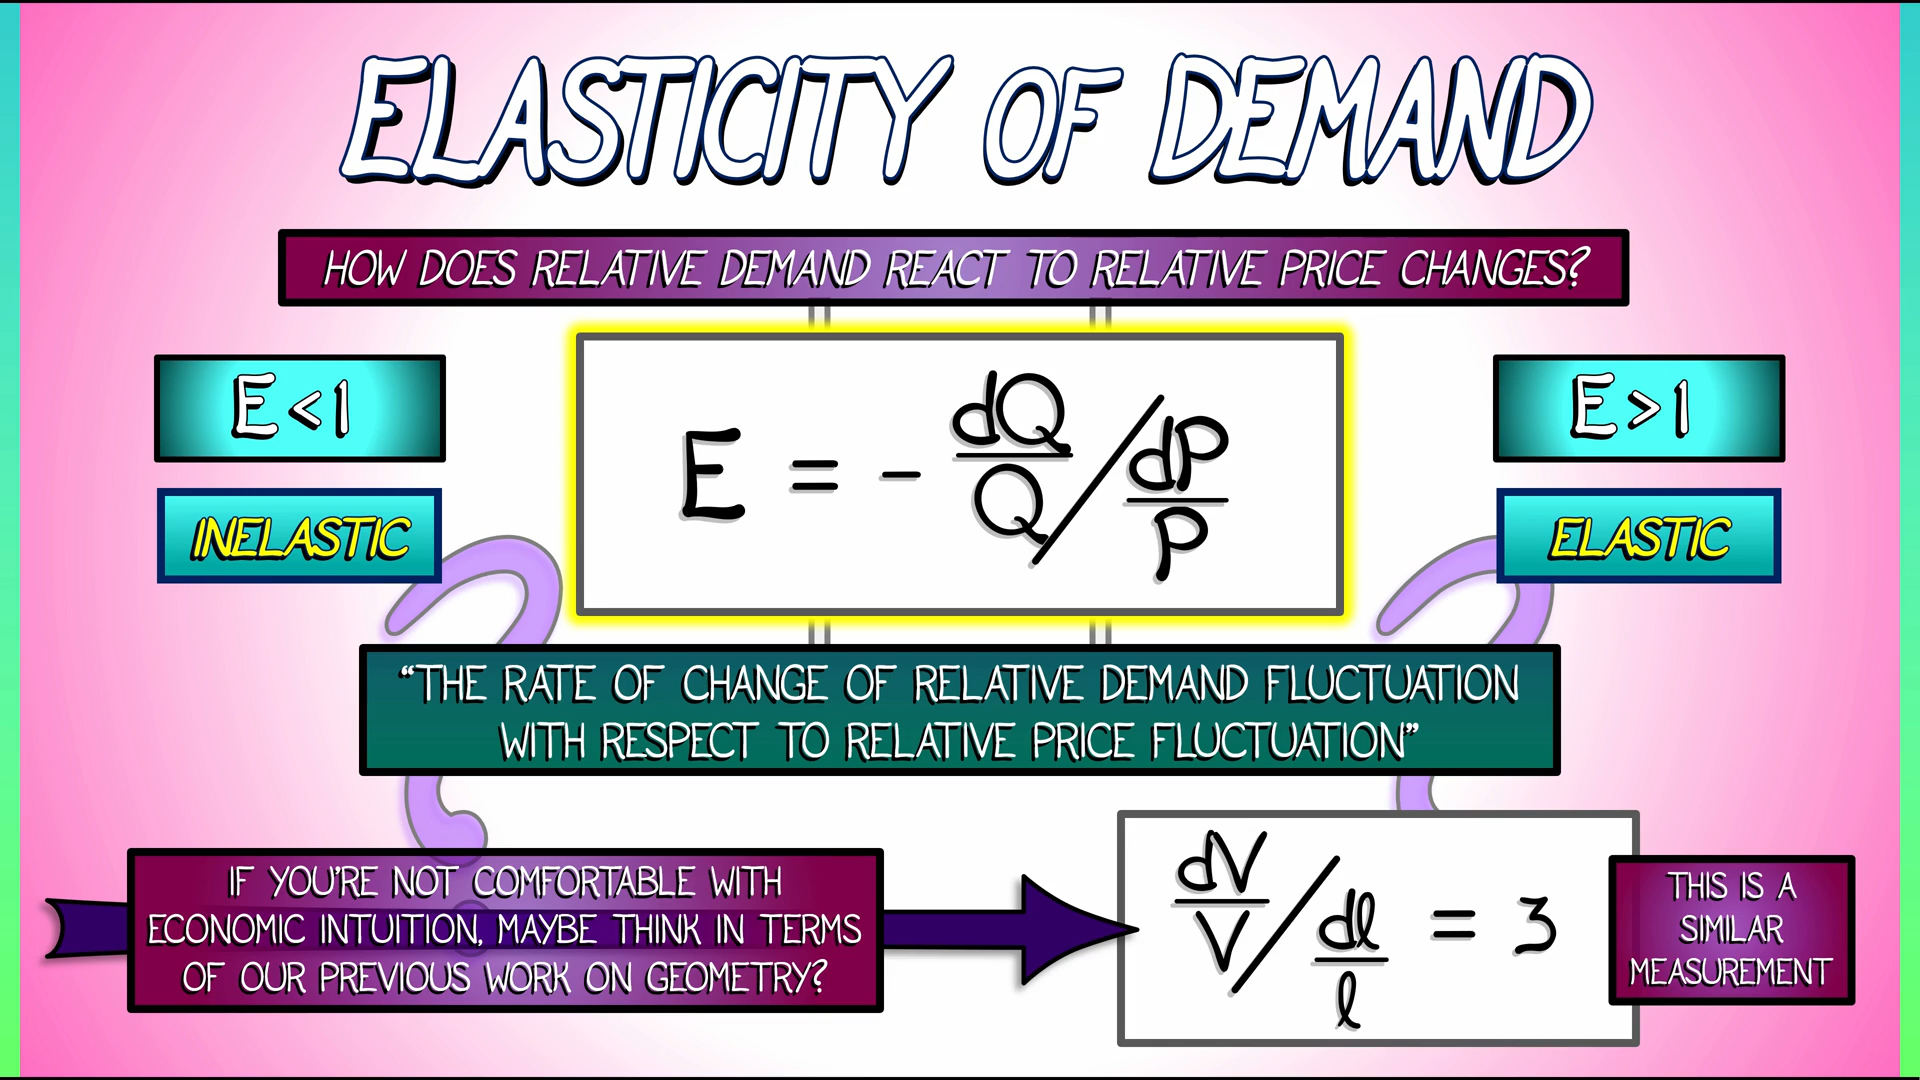 ELASTICITY OF DEMAND
HOW DOES RELATIVE DEMAND REACT TO RELATIVE PRICE CHANGES?
E < 1
INELASTIC
E = - dQ/Q / dP/P
E > 1
ELASTIC
“THE RATE OF CHANGE OF RELATIVE DEMAND FLUCTUATION
WITH RESPECT TO RELATIVE PRICE FLUCTUATION”
IF YOU'RE NOT COMFORTABLE WITH
ECONOMIC INTUITION, MAYBE THINK IN TERMS
OF OUR PREVIOUS WORK ON GEOMETRY?
dV/V / dl/l = 3
THIS IS A
SIMILAR
MEASUREMENT